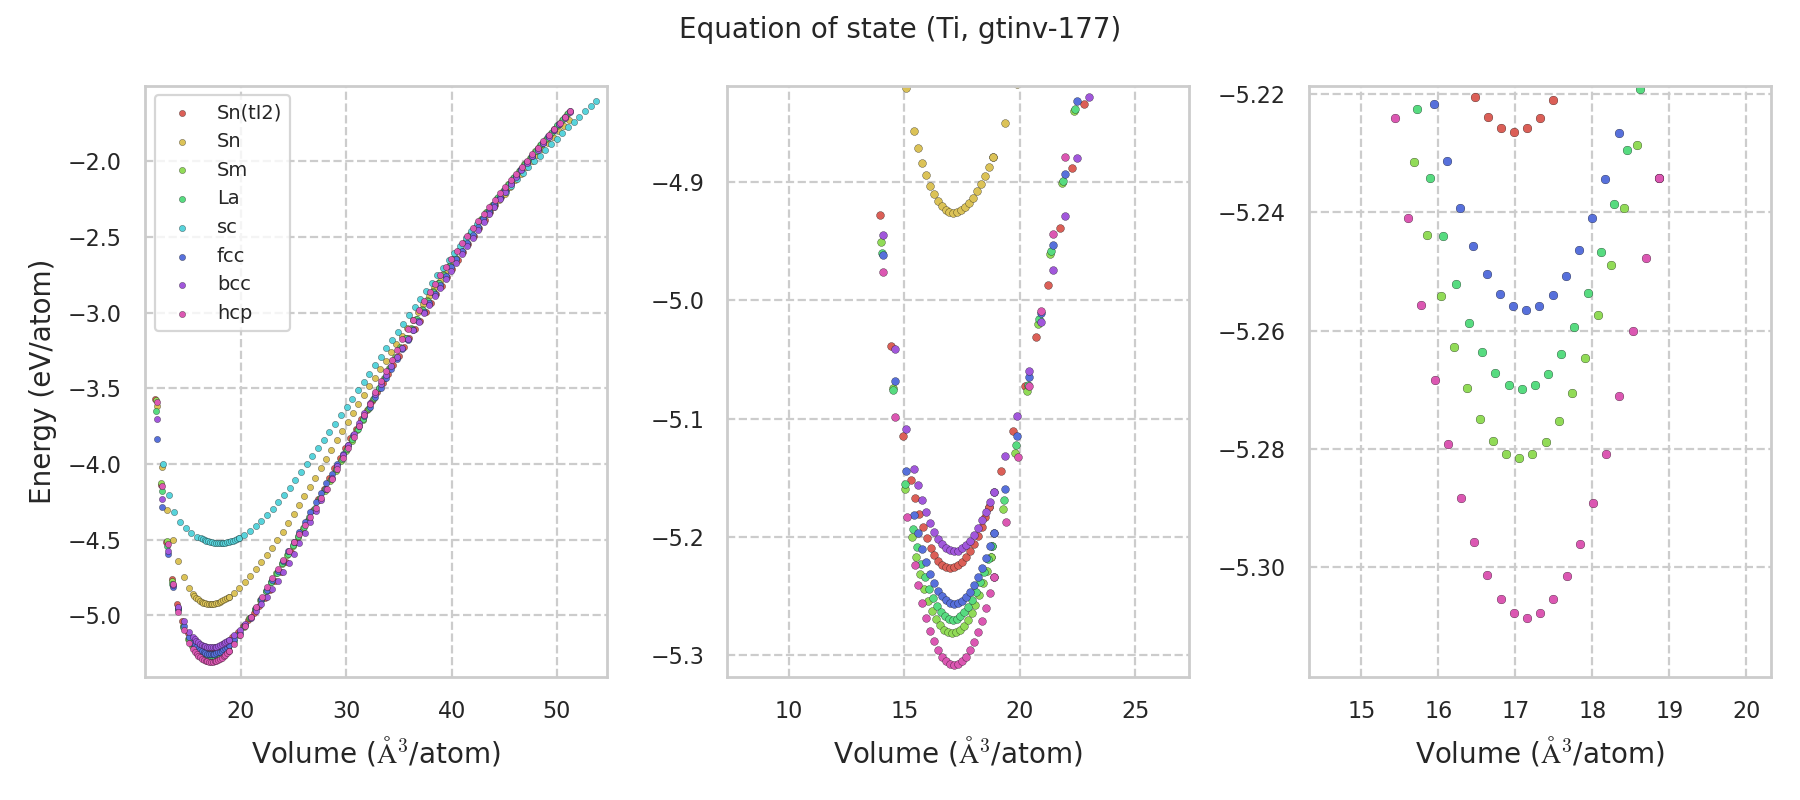 Equation of state (Ti, gtinv-177)
Energy (eV/atom)
−2.0
−2.5
−3.0
−3.5
−4.0
−4.5
−5.0
Sn(tI2)
Sn
Sm
La
sc
fcc
bcc
hcp
20 30 40 50
Volume (Å³/atom)
−4.9
−5.0
−5.1
−5.2
−5.3
10 15 20 25
Volume (Å³/atom)
−5.22
−5.24
−5.26
−5.28
−5.30
15 16 17 18 19 20
Volume (Å³/atom)